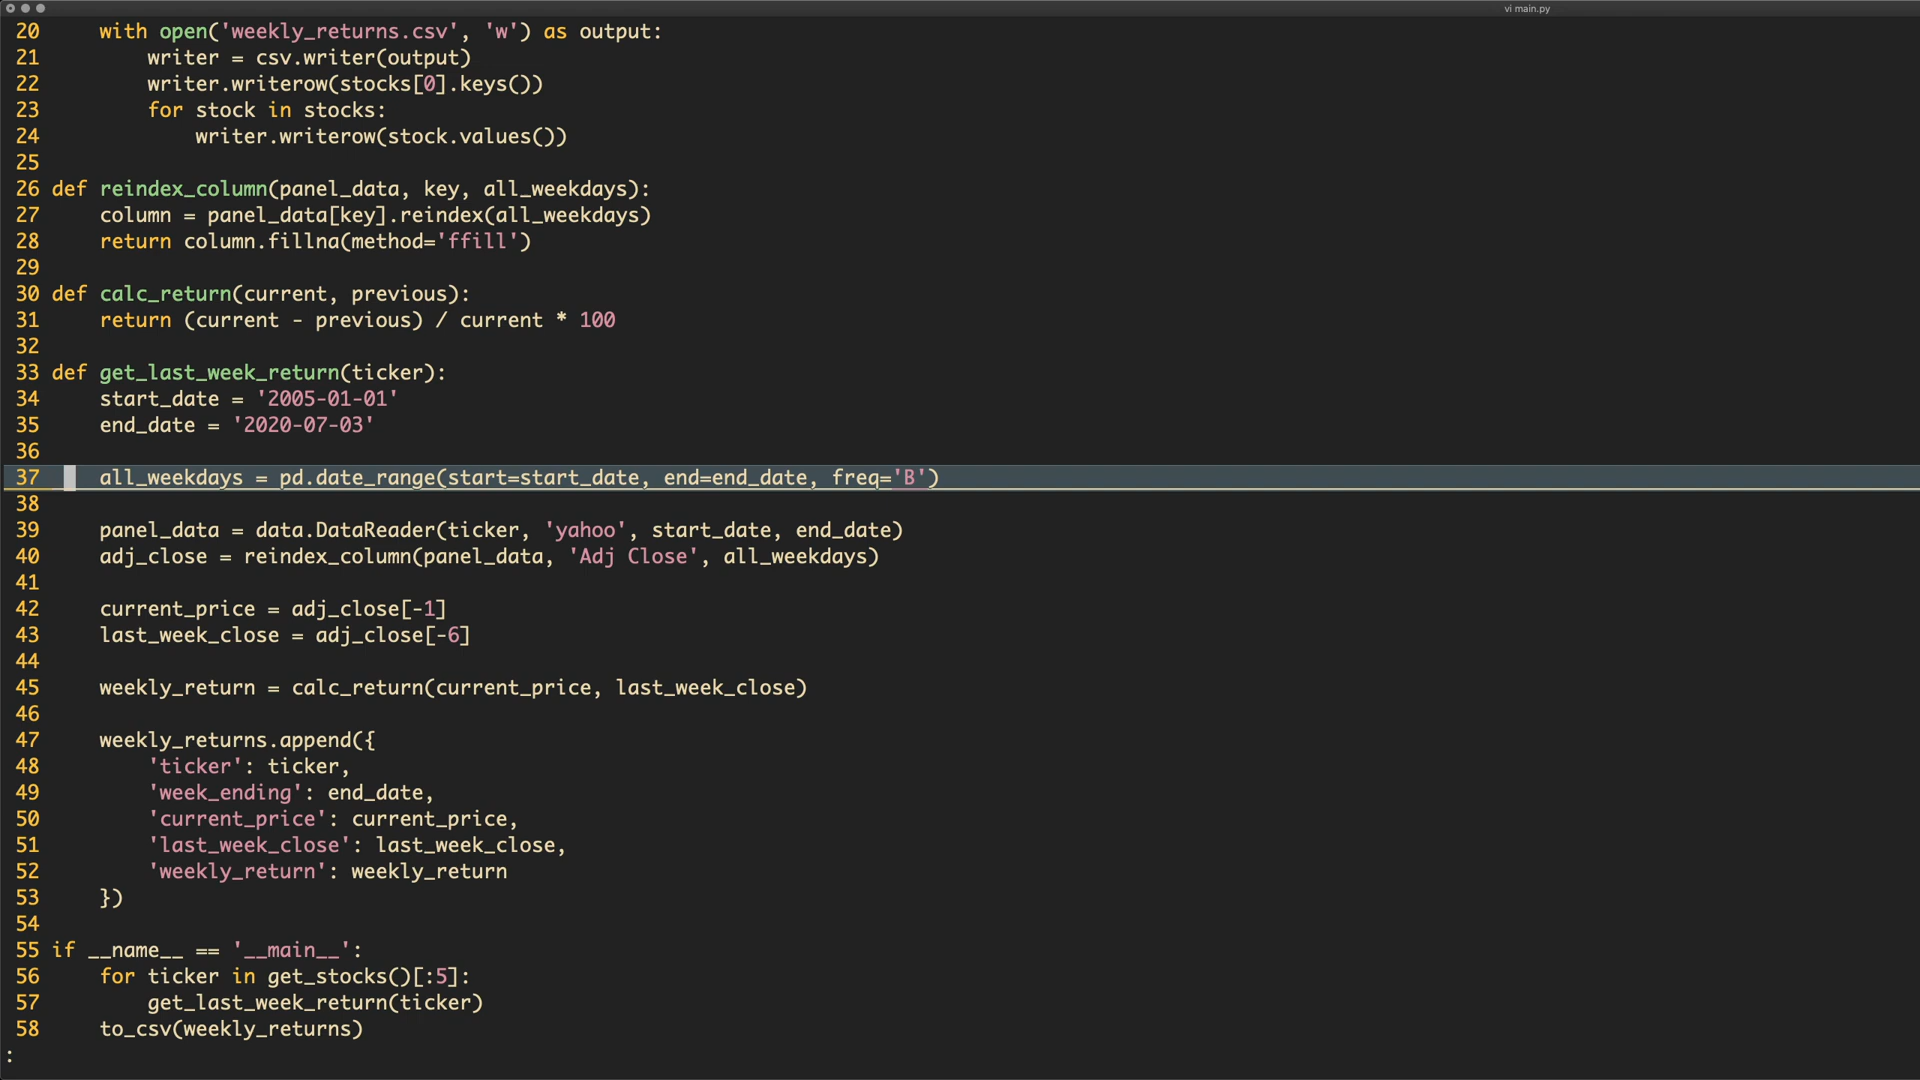 vi main.py
20     with open('weekly_returns.csv', 'w') as output:
21         writer = csv.writer(output)
22         writer.writerow(stocks[0].keys())
23         for stock in stocks:
24             writer.writerow(stock.values())
25
26 def reindex_column(panel_data, key, all_weekdays):
27     column = panel_data[key].reindex(all_weekdays)
28     return column.fillna(method='ffill')
29
30 def calc_return(current, previous):
31     return (current - previous) / current * 100
32
33 def get_last_week_return(ticker):
34     start_date = '2005-01-01'
35     end_date = '2020-07-03'
36
37     all_weekdays = pd.date_range(start=start_date, end=end_date, freq='B')
38
39     panel_data = data.DataReader(ticker, 'yahoo', start_date, end_date)
40     adj_close = reindex_column(panel_data, 'Adj Close', all_weekdays)
41
42     current_price = adj_close[-1]
43     last_week_close = adj_close[-6]
44
45     weekly_return = calc_return(current_price, last_week_close)
46
47     weekly_returns.append({
48         'ticker': ticker,
49         'week_ending': end_date,
50         'current_price': current_price,
51         'last_week_close': last_week_close,
52         'weekly_return': weekly_return
53     })
54
55 if __name__ == '__main__':
56     for ticker in get_stocks()[:5]:
57         get_last_week_return(ticker)
58     to_csv(weekly_returns)
: